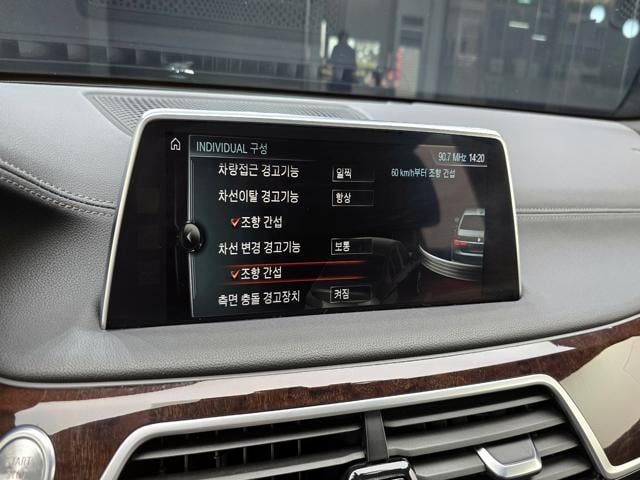 INDIVIDUAL 구성
90.7 MHz 14:20
차량접근 경고기능 일찍
60 km/h부터 조향 간섭
차선이탈 경고기능 항상
조향 간섭
차선 변경 경고기능 보통
조향 간섭
측면 충돌 경고장치 켜짐
START